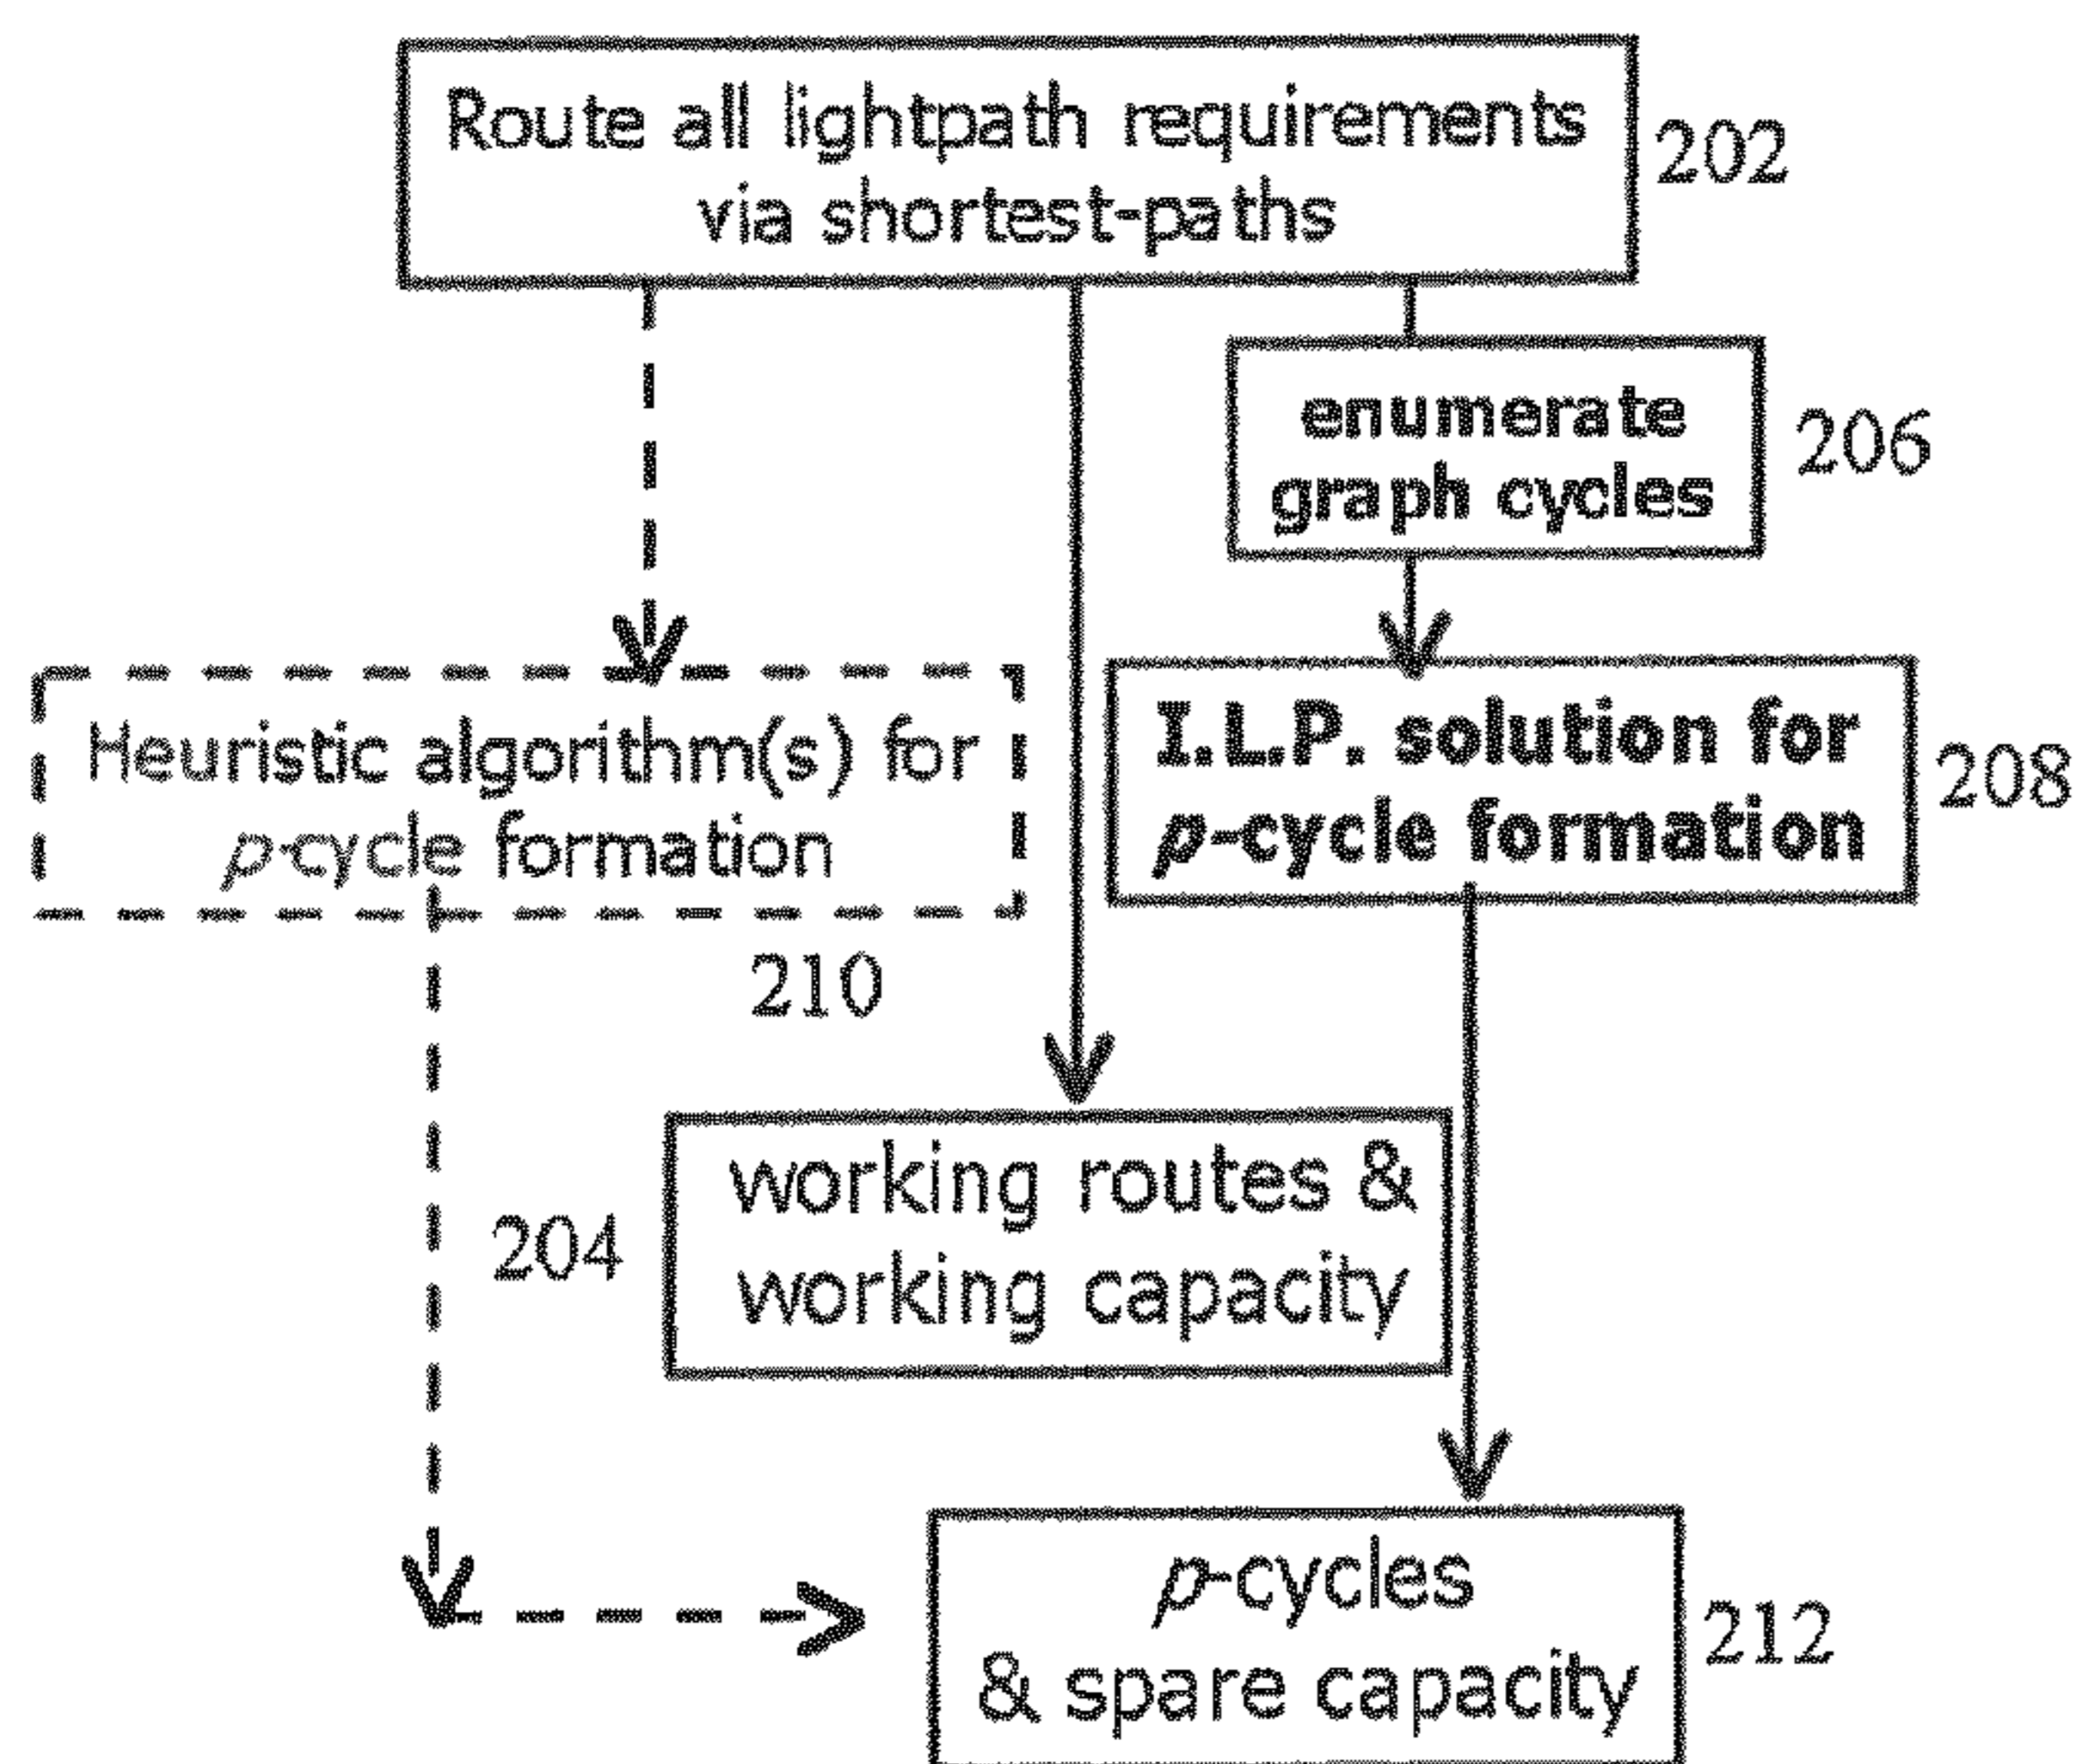 Route all lightpath requirements
via shortest-paths
202
enumerate
graph cycles
206
Heuristic algorithm(s) for
p-cycle formation
210
I.L.P. solution for
p-cycle formation
208
204
working routes &
working capacity
p-cycles
& spare capacity
212